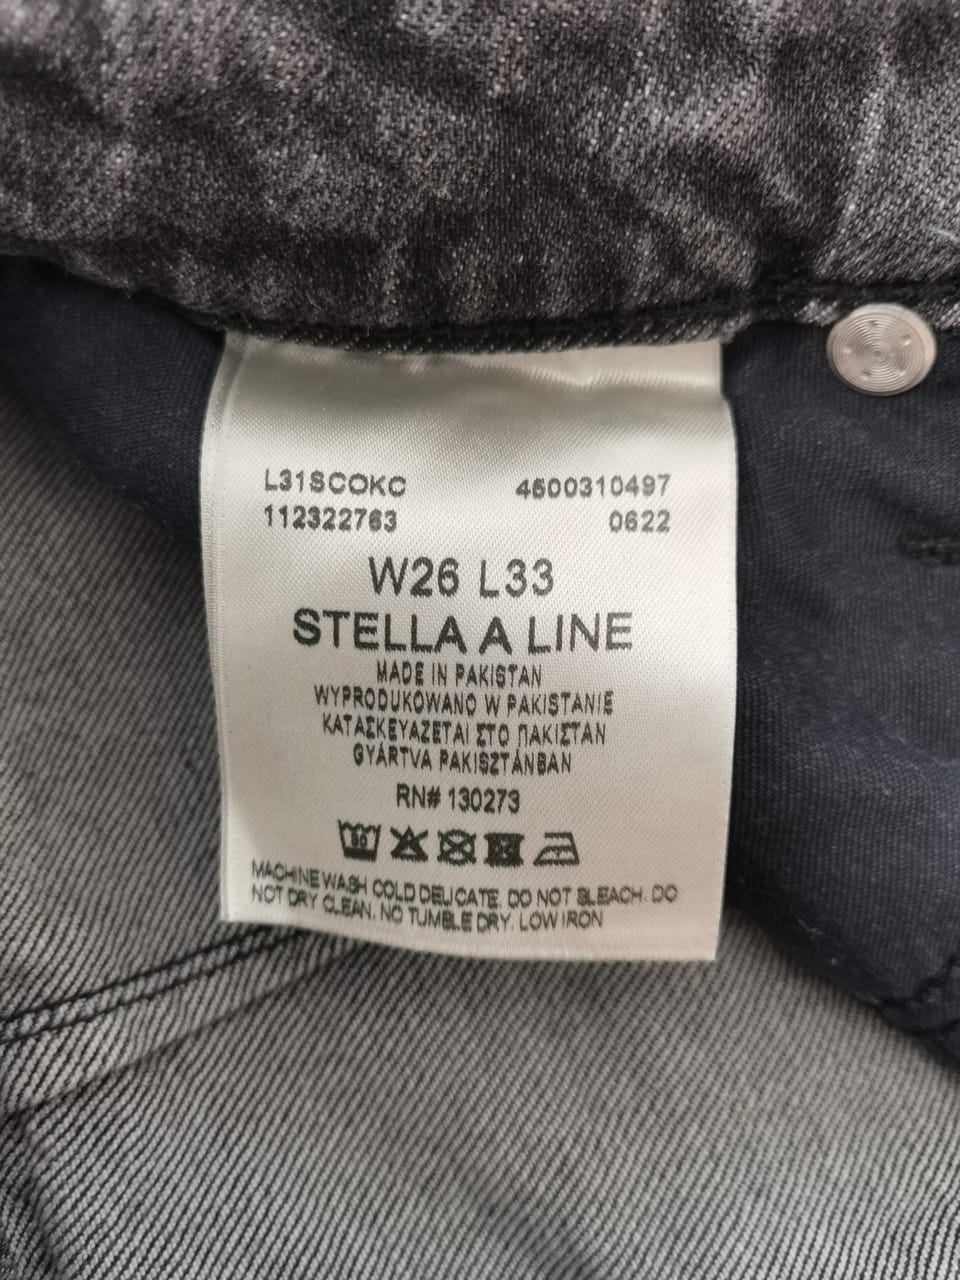 L31SCOKC 4600310497
112322763 0622
W26 L33
STELLA A LINE
MADE IN PAKISTAN
WYPRODUKOWANO W PAKISTANIE
ΚΑΤΑΣΚΕΥΑΖΕΤΑΙ ΣΤΟ ΠΑΚΙΣΤΑΝ
GYÁRTVA PAKISZTÁNBAN
RN# 130273
MACHINE WASH COLD DELICATE. DO NOT BLEACH. DO
NOT DRY CLEAN. NO TUMBLE DRY. LOW IRON